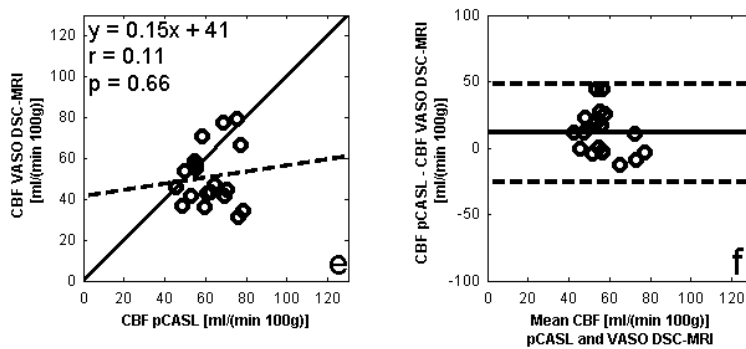 y = 0.15x + 41
r = 0.11
p = 0.66
120
100
80
60
40
20
0
0
20
40
60
80
100
120
CBF VASO DSC-MRI
[ml/(min 100g)]
CBF pCASL [ml/(min 100g)]
e
100
50
0
-50
-100
0
20
40
60
80
100
120
CBF pCASL - CBF VASO DSC-MRI
[ml/(min 100g)]
Mean CBF [ml/(min 100g)]
pCASL and VASO DSC-MRI
f